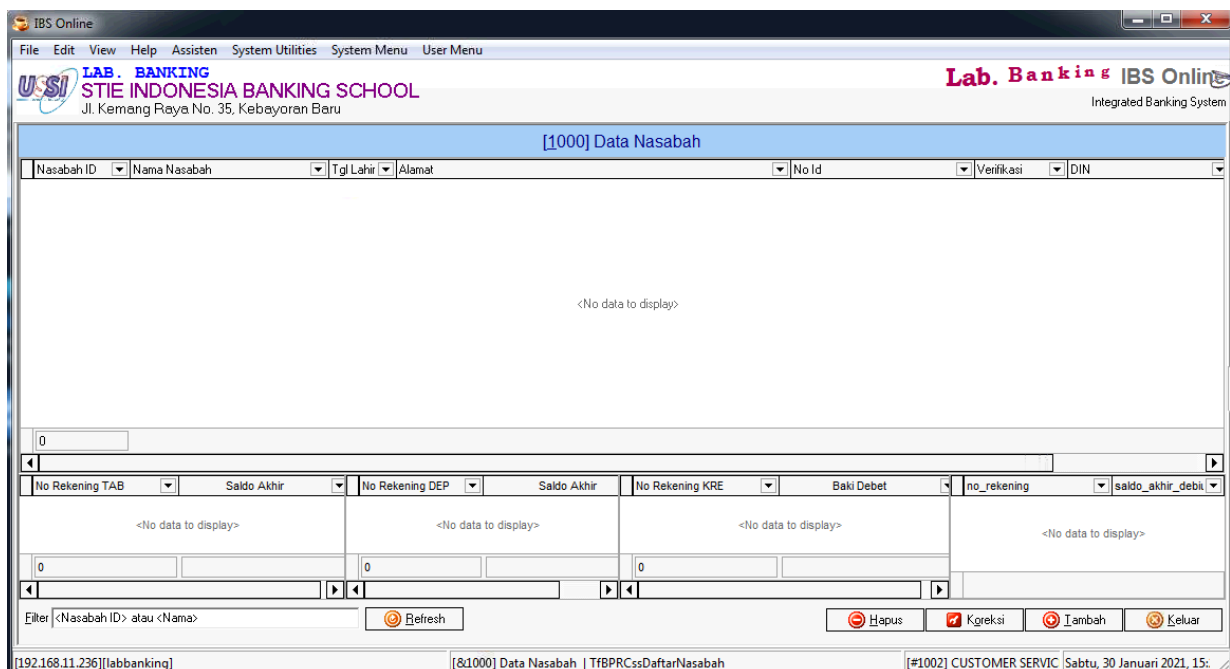 IBS Online
File Edit View Help Assisten System Utilities System Menu User Menu
USSI LAB. BANKING
STIE INDONESIA BANKING SCHOOL
Jl. Kemang Raya No. 35, Kebayoran Baru
Lab. Banking IBS Online
Integrated Banking System
[1000] Data Nasabah
Nasabah ID Nama Nasabah Tgl Lahir Alamat No Id Verifikasi DIN
<No data to display>
0
No Rekening TAB Saldo Akhir No Rekening DEP Saldo Akhir No Rekening KRE Baki Debet no_rekening saldo_akhir_debit
<No data to display> <No data to display> <No data to display> <No data to display>
0 0 0
Filter <Nasabah ID> atau <Nama> Refresh Hapus Koreksi Tambah Keluar
[192.168.11.236][labbanking] [&1000] Data Nasabah | TfBPRCssDaftarNasabah [#1002] CUSTOMER SERVIC Sabtu, 30 Januari 2021, 15: